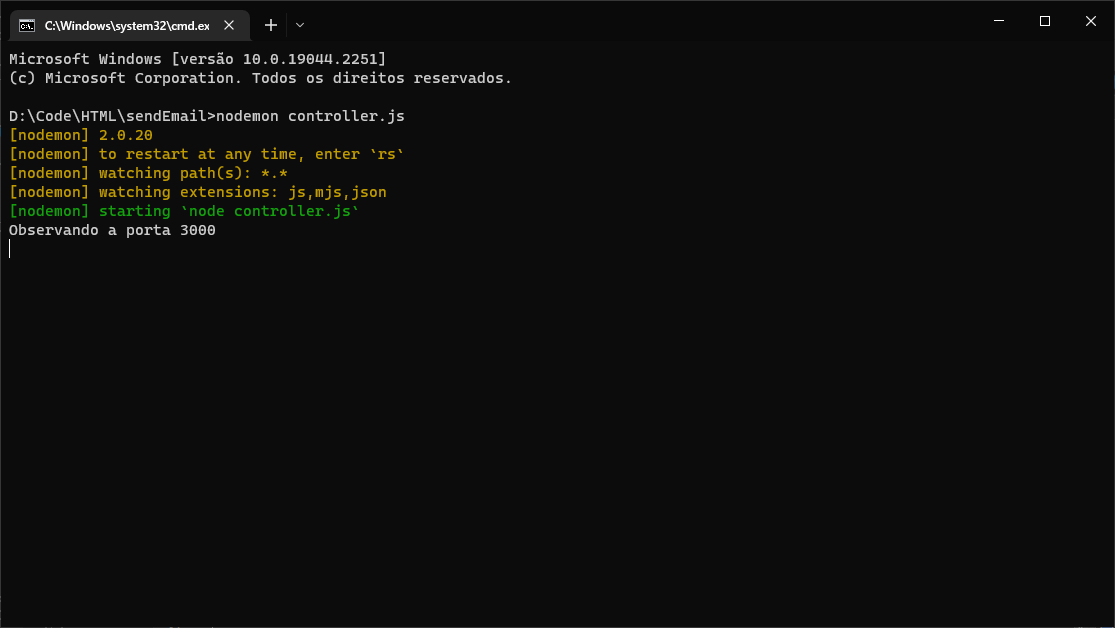 C:\Windows\system32\cmd.ex
Microsoft Windows [versão 10.0.19044.2251]
(c) Microsoft Corporation. Todos os direitos reservados.
D:\Code\HTML\sendEmail>nodemon controller.js
[nodemon] 2.0.20
[nodemon] to restart at any time, enter `rs`
[nodemon] watching path(s): *.*
[nodemon] watching extensions: js,mjs,json
[nodemon] starting `node controller.js`
Observando a porta 3000